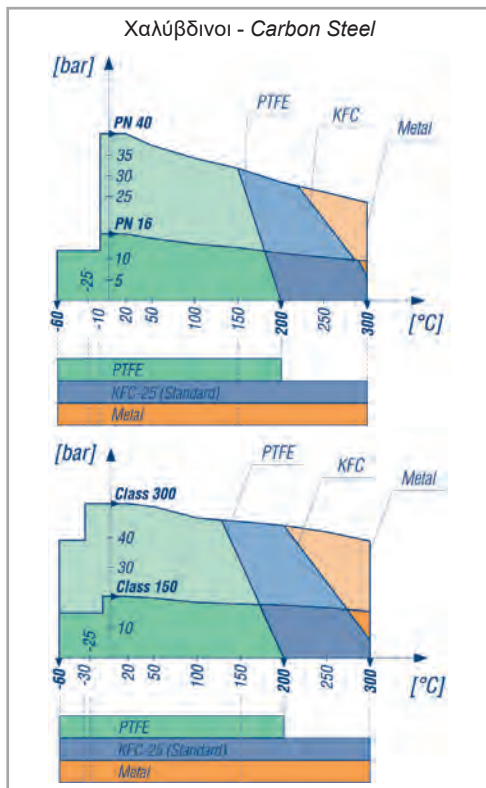 Χαλύβδινοι - Carbon Steel
[bar]
PTFE
KFC
Metal
PN 40
35
30
25
PN 16
10
5
-60
-25
-10
20
50
100
150
200
250
300
[°C]
PTFE
KFC-25 (Standard)
Metal
[bar]
PTFE
KFC
Metal
Class 300
40
30
Class 150
10
-60
-30
-25
20
50
100
150
200
250
300
[°C]
PTFE
KFC-25 (Standard)
Metal